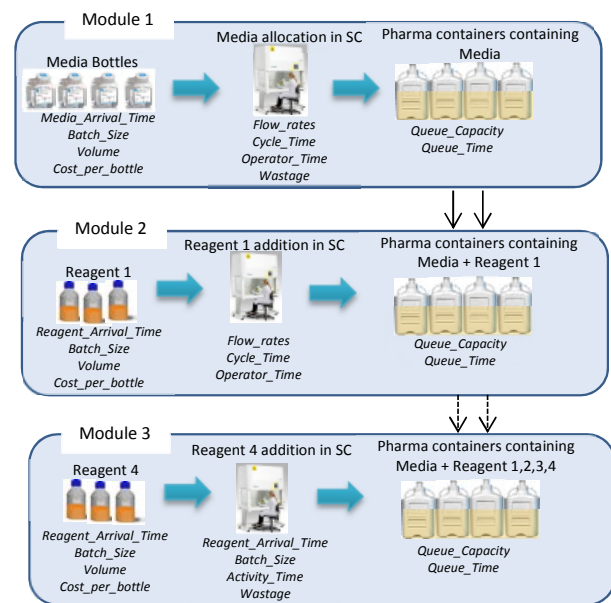 Module 1
Media Bottles
Media_Arrival_Time
Batch_Size
Volume
Cost_per_bottle
Media allocation in SC
Flow_rates
Cycle_Time
Operator_Time
Wastage
Pharma containers containing
Media
Queue_Capacity
Queue_Time
Module 2
Reagent 1
Reagent_Arrival_Time
Batch_Size
Volume
Cost_per_bottle
Reagent 1 addition in SC
Flow_rates
Cycle_Time
Operator_Time
Pharma containers containing
Media + Reagent 1
Queue_Capacity
Queue_Time
Module 3
Reagent 4
Reagent_Arrival_Time
Batch_Size
Volume
Cost_per_bottle
Reagent 4 addition in SC
Reagent_Arrival_Time
Batch_Size
Activity_Time
Wastage
Pharma containers containing
Media + Reagent 1,2,3,4
Queue_Capacity
Queue_Time